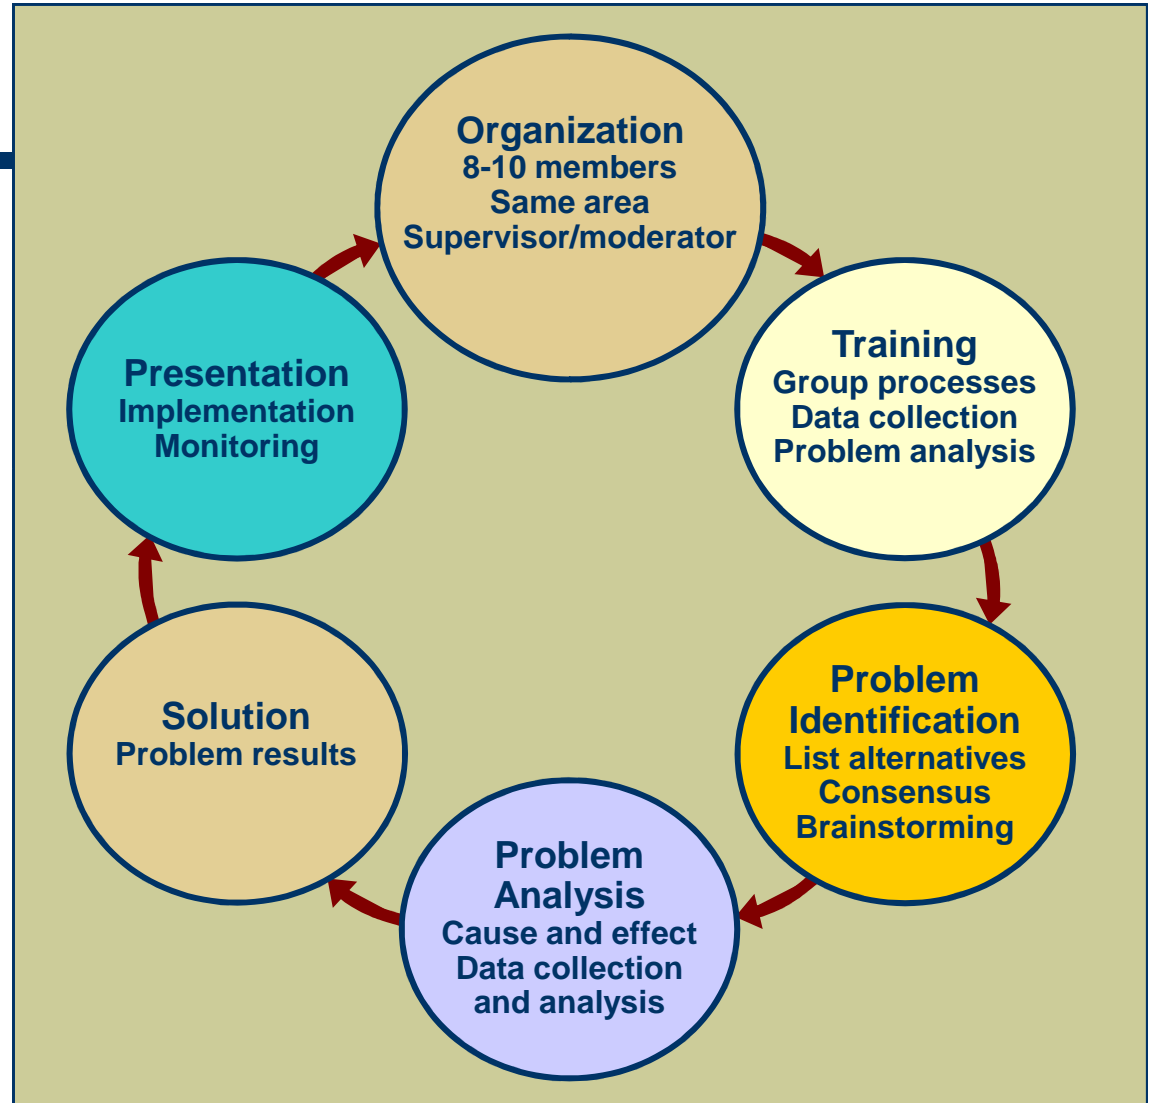 Organization
8-10 members
Same area
Supervisor/moderator
Training
Group processes
Data collection
Problem analysis
Problem
Identification
List alternatives
Consensus
Brainstorming
Problem
Analysis
Cause and effect
Data collection
and analysis
Solution
Problem results
Presentation
Implementation
Monitoring